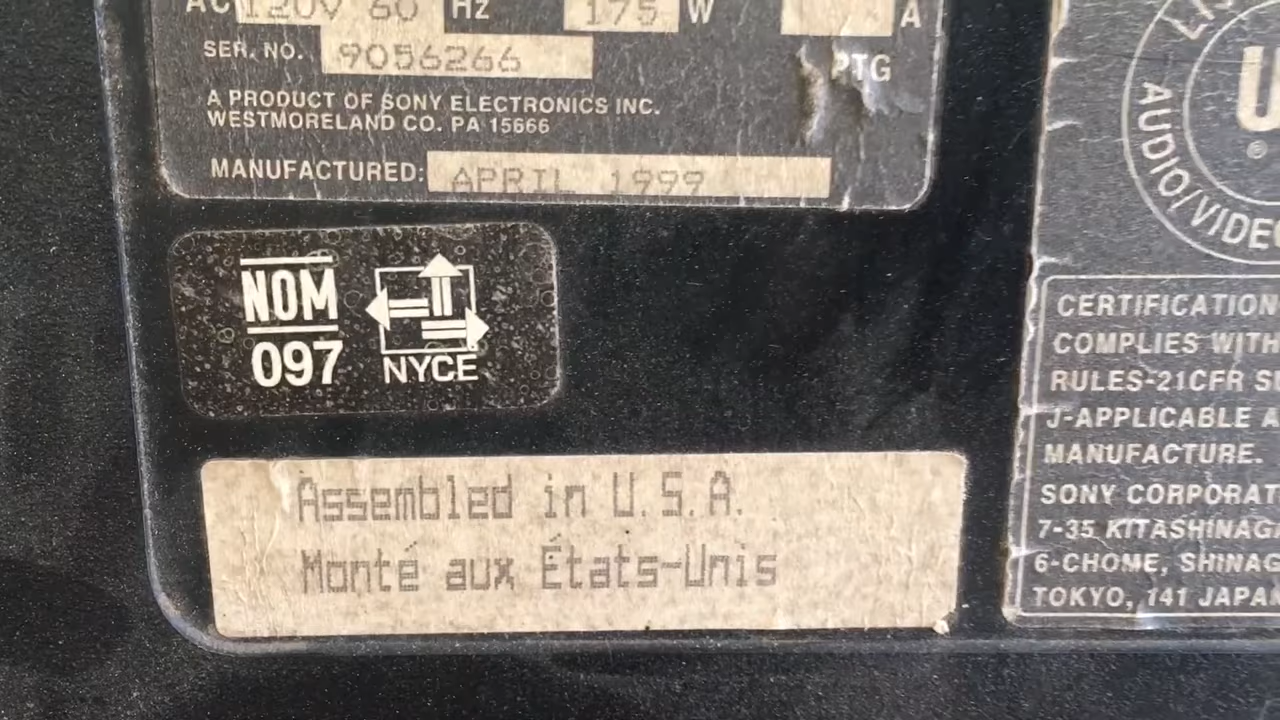 AC 120V 60 Hz 175 W A
SER. NO. 9056266
PTG
A PRODUCT OF SONY ELECTRONICS INC.
WESTMORELAND CO. PA 15666
MANUFACTURED: APRIL 1999
NOM
097
NYCE
Assembled in U.S.A.
Monté aux États-Unis
U
®
AUDIO/VIDEO
CERTIFICATION
COMPLIES WITH
RULES-21CFR
J-APPLICABLE A
MANUFACTURE.
SONY CORPORAT
7-35 KITASHINAGA
6-CHOME, SHINAG
TOKYO, 141 JAPAN